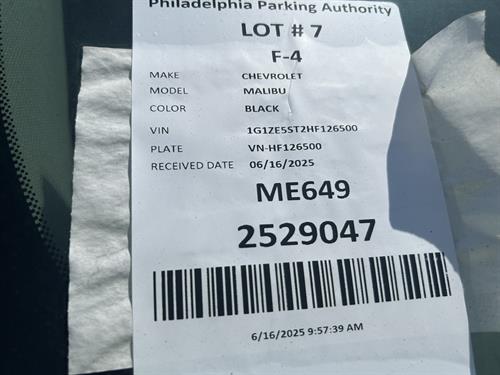 Philadelphia Parking Authority
LOT # 7
F-4
MAKE CHEVROLET
MODEL MALIBU
COLOR BLACK
VIN 1G1ZE5ST2HF126500
PLATE VN-HF126500
RECEIVED DATE 06/16/2025
ME649
2529047
6/16/2025 9:57:39 AM